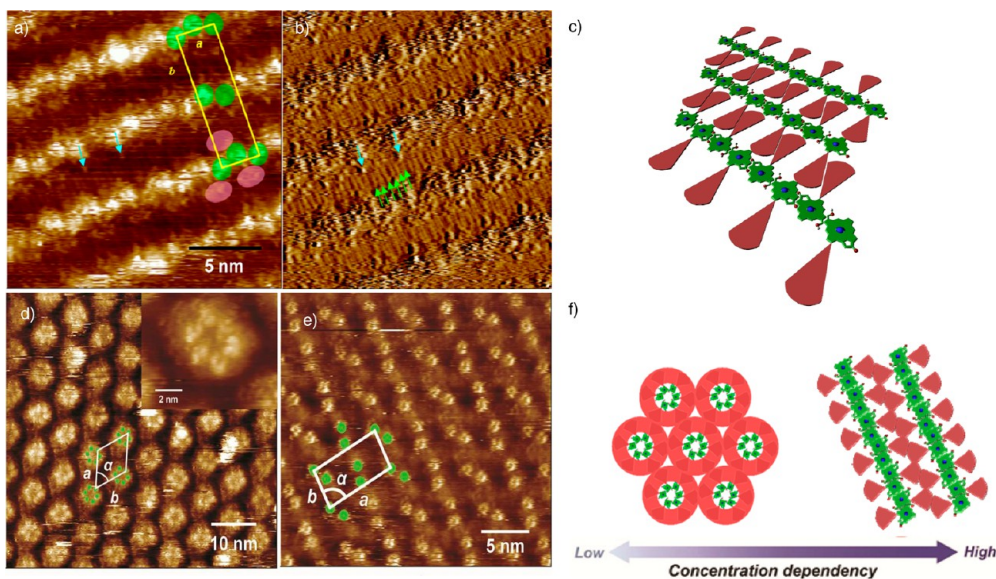 a)
a
b
5 nm
b)
c)
d)
2 nm
a
α
b
10 nm
e)
b
α
a
5 nm
f)
Low
High
Concentration dependency